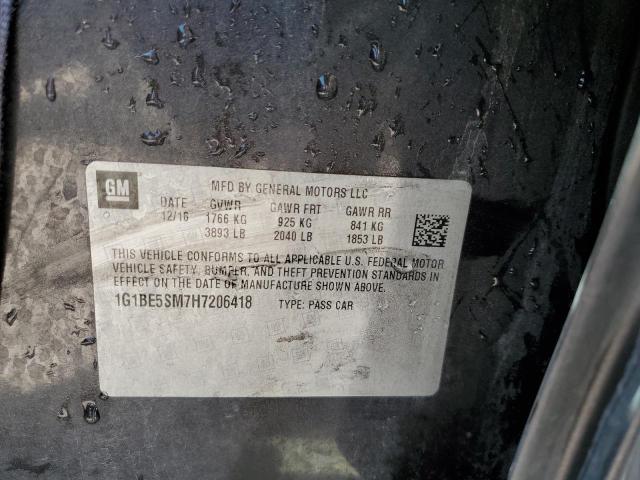 GM
MFD BY GENERAL MOTORS LLC
DATE GVWR GAWR FRT GAWR RR
12/16 1766 KG 925 KG 841 KG
3893 LB 2040 LB 1853 LB
THIS VEHICLE CONFORMS TO ALL APPLICABLE U.S. FEDERAL MOTOR
VEHICLE SAFETY, BUMPER, AND THEFT PREVENTION STANDARDS IN
EFFECT ON THE DATE OF MANUFACTURE SHOWN ABOVE.
1G1BE5SM7H7206418 TYPE: PASS CAR